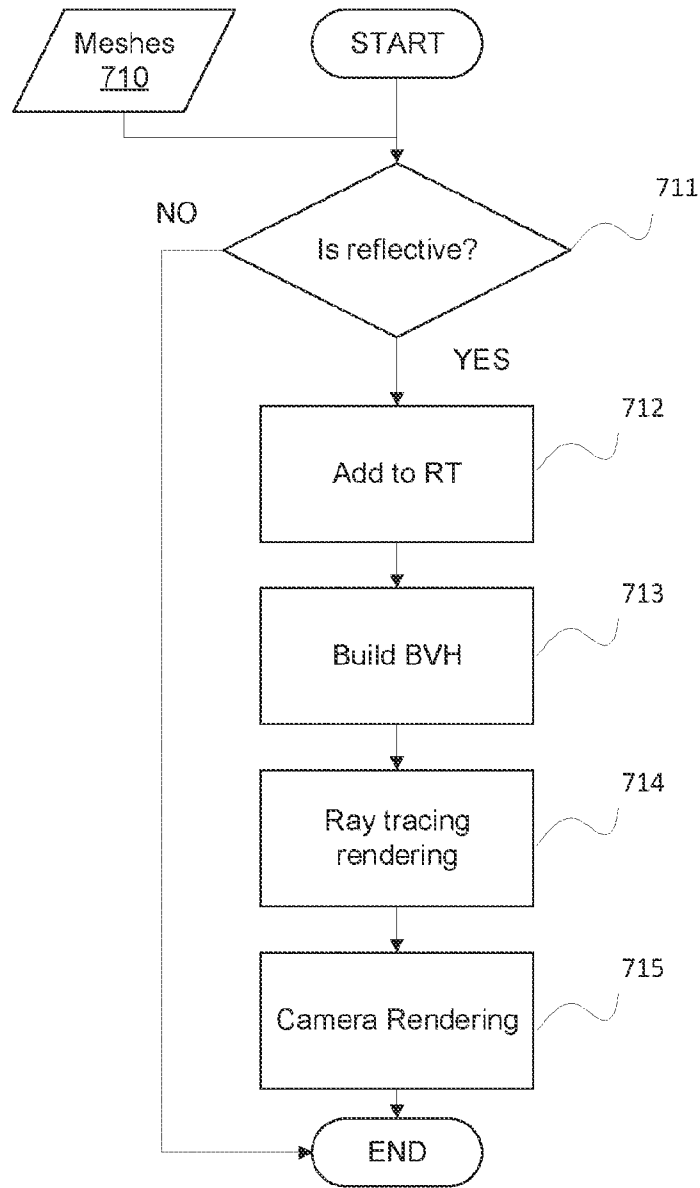 Meshes
710
START
711
NO
Is reflective?
YES
712
Add to RT
713
Build BVH
714
Ray tracing
rendering
715
Camera Rendering
END